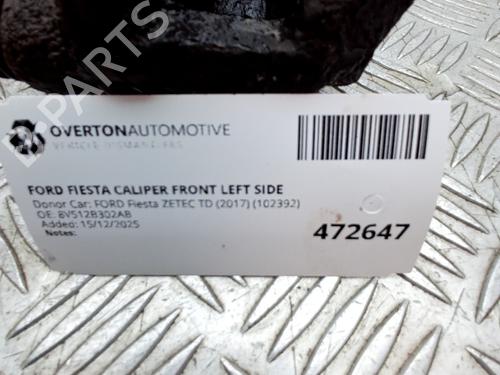 B-PARTS
OVERTONAUTOMOTIVE
VEHICLE DISMANTLERS
FORD FIESTA CALIPER FRONT LEFT SIDE
Donor Car: FORD Fiesta ZETEC TD (2017) (102392)
OE: 8V512B302AB
Added: 15/12/2025
Notes:
472647